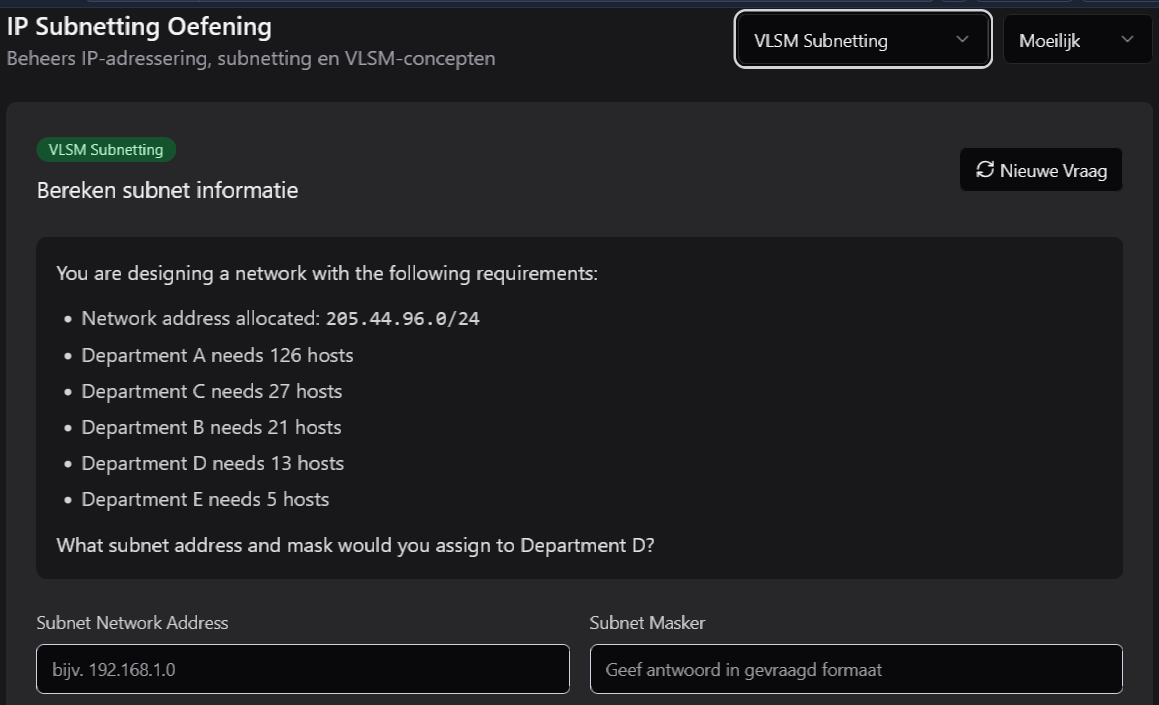 IP Subnetting Oefening
Beheers IP-adressering, subnetting en VLSM-concepten
VLSM Subnetting
Moeilijk
VLSM Subnetting
Bereken subnet informatie
Nieuwe Vraag
You are designing a network with the following requirements:
• Network address allocated: 205.44.96.0/24
• Department A needs 126 hosts
• Department C needs 27 hosts
• Department B needs 21 hosts
• Department D needs 13 hosts
• Department E needs 5 hosts
What subnet address and mask would you assign to Department D?
Subnet Network Address
Subnet Masker
bijv. 192.168.1.0
Geef antwoord in gevraagd formaat